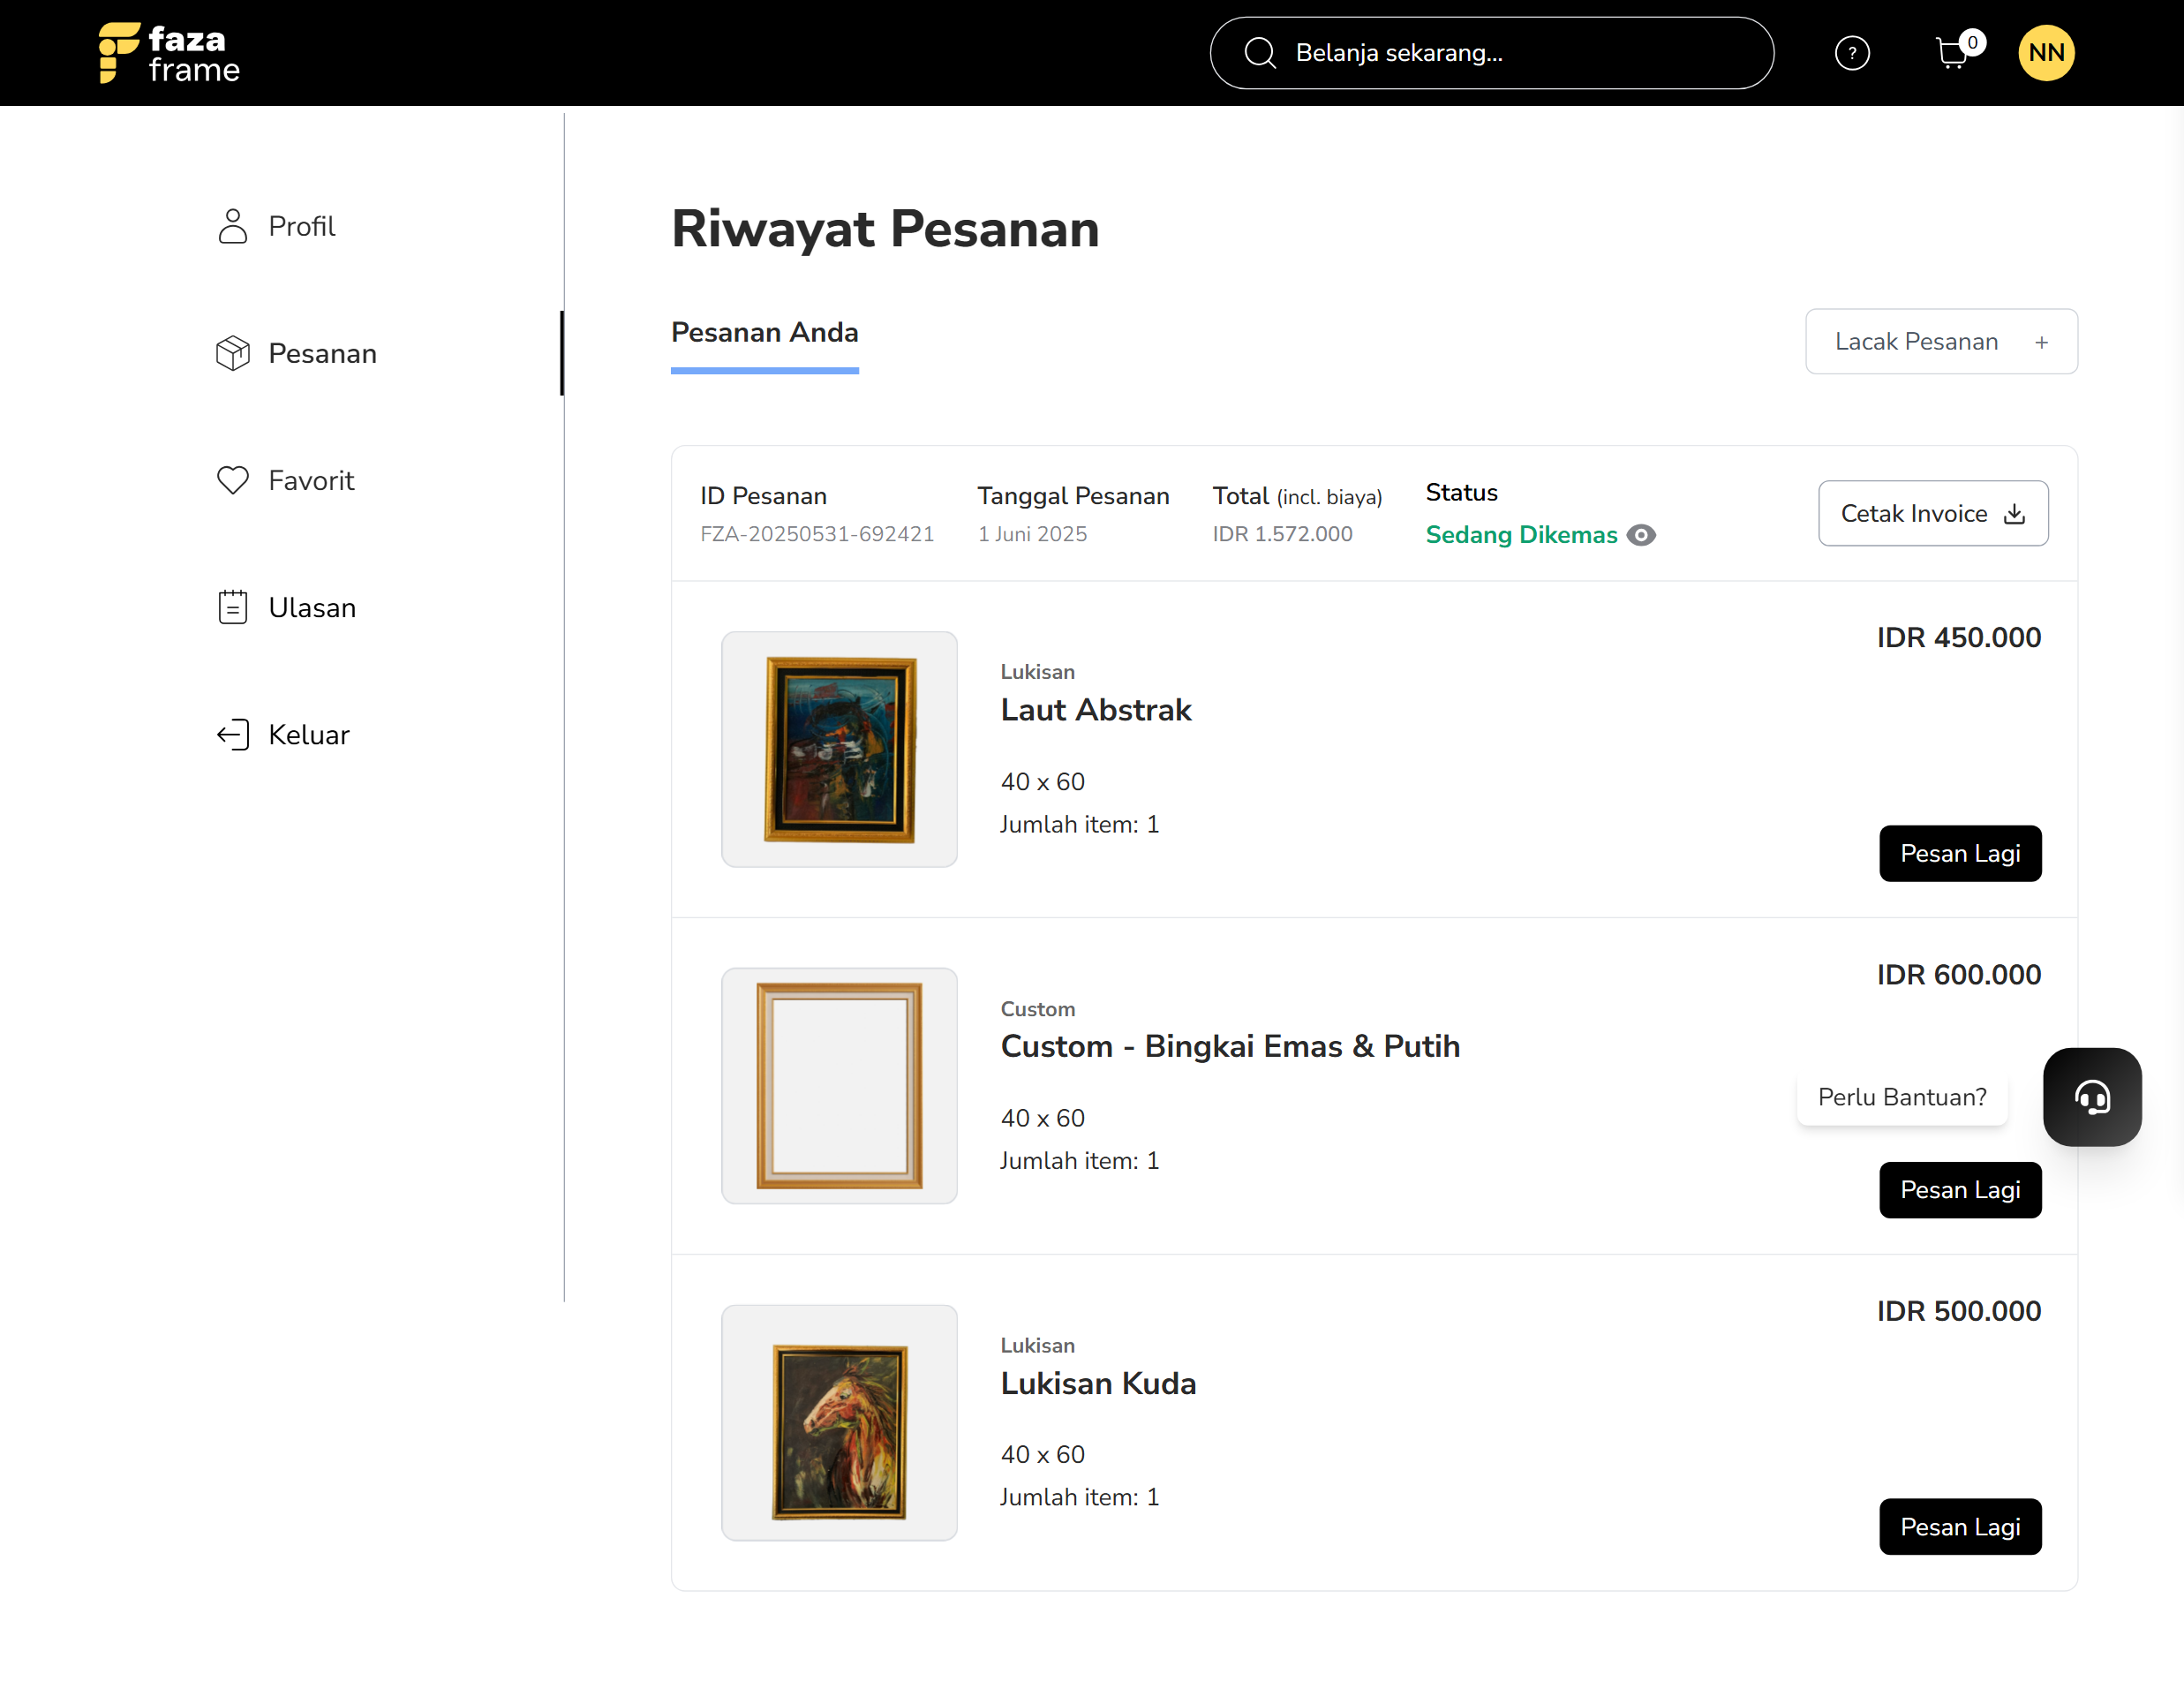 faza
frame
Belanja sekarang...
?
0
NN
Profil
Pesanan
Favorit
Ulasan
Keluar
Riwayat Pesanan
Pesanan Anda
Lacak Pesanan +
ID Pesanan
FZA-20250531-692421
Tanggal Pesanan
1 Juni 2025
Total (incl. biaya)
IDR 1.572.000
Status
Sedang Dikemas
Cetak Invoice
IDR 450.000
Lukisan
Laut Abstrak
40 x 60
Jumlah item: 1
Pesan Lagi
IDR 600.000
Custom
Custom - Bingkai Emas & Putih
40 x 60
Jumlah item: 1
Perlu Bantuan?
Pesan Lagi
IDR 500.000
Lukisan
Lukisan Kuda
40 x 60
Jumlah item: 1
Pesan Lagi